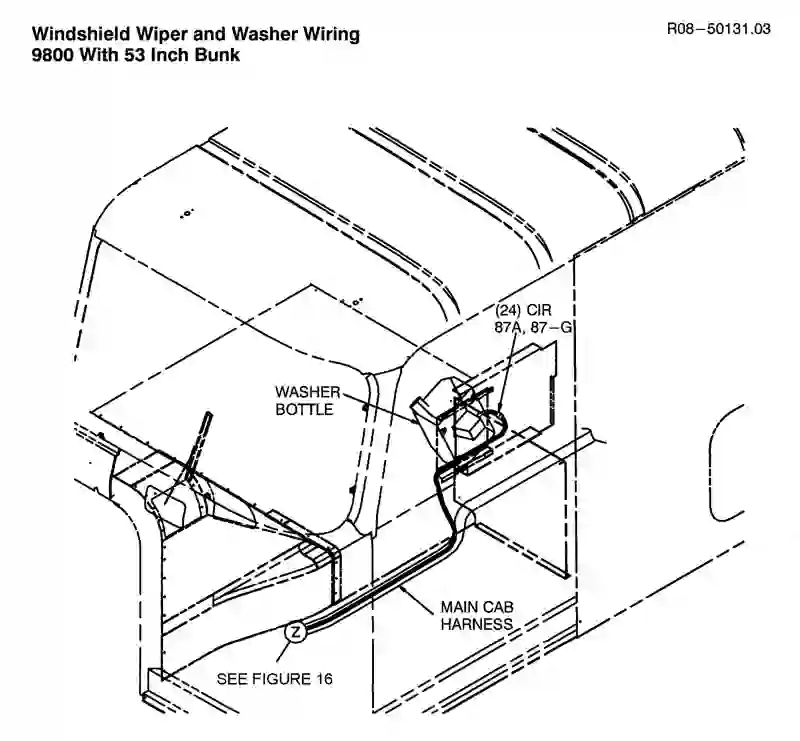 Windshield Wiper and Washer Wiring
9800 With 53 Inch Bunk
R08-50131.03
(24) CIR
87A, 87-G
WASHER
BOTTLE
MAIN CAB
HARNESS
Z
SEE FIGURE 16